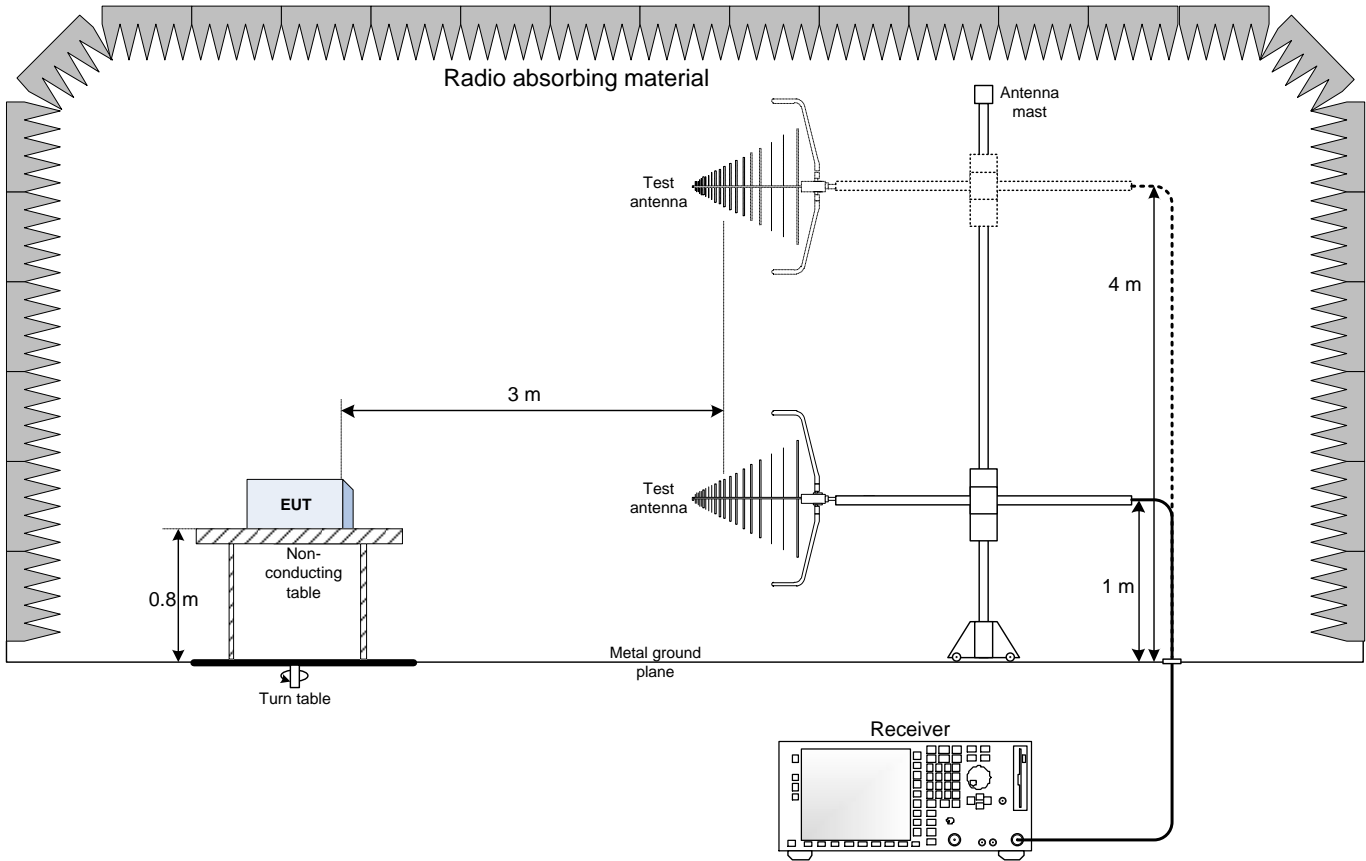 Radio absorbing material
Antenna
mast
Test
antenna
4 m
3 m
EUT
Test
antenna
Non-
conducting
table
0.8 m
1 m
Metal ground
plane
Turn table
Receiver